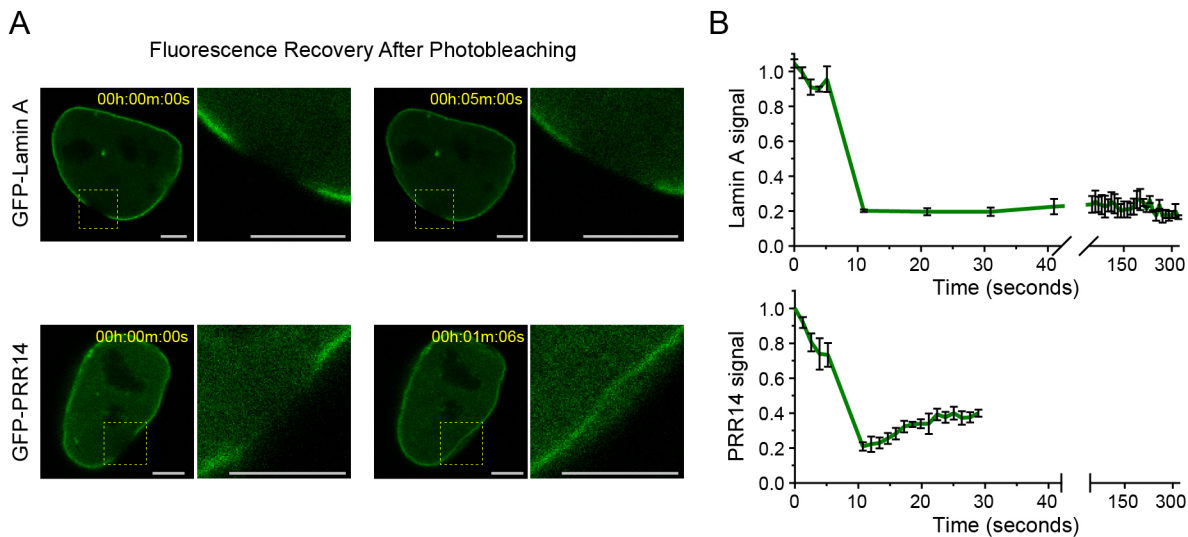 A
Fluorescence Recovery After Photobleaching
GFP-Lamin A
00h:00m:00s
00h:05m:00s
GFP-PRR14
00h:00m:00s
00h:01m:06s
B
Lamin A signal
1.0
0.8
0.6
0.4
0.2
0.0
0 10 20 30 40 150 300
Time (seconds)
PRR14 signal
1.0
0.8
0.6
0.4
0.2
0.0
0 10 20 30 40 150 300
Time (seconds)